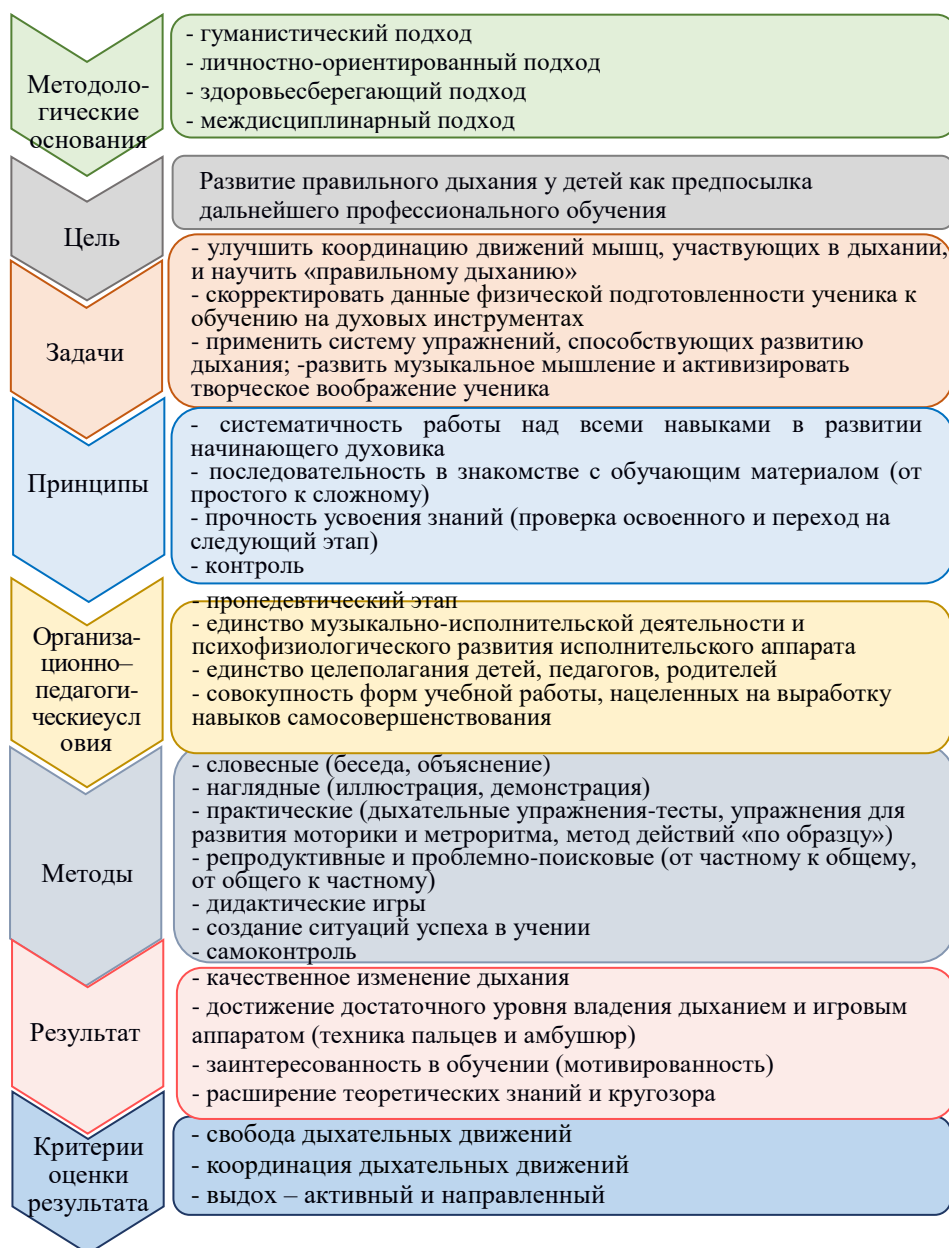 Методоло-
гические
основания
- гуманистический подход
- личностно-ориентированный подход
- здоровьесберегающий подход
- междисциплинарный подход
Цель
Развитие правильного дыхания у детей как предпосылка
дальнейшего профессионального обучения
Задачи
- улучшить координацию движений мышц, участвующих в дыхании,
и научить «правильному дыханию»
- скорректировать данные физической подготовленности ученика к
обучению на духовых инструментах
- применить систему упражнений, способствующих развитию
дыхания; -развить музыкальное мышление и активизировать
творческое воображение ученика
Принципы
- систематичность работы над всеми навыками в развитии
начинающего духовика
- последовательность в знакомстве с обучающим материалом (от
простого к сложному)
- прочность усвоения знаний (проверка освоенного и переход на
следующий этап)
- контроль
Организа-
ционно–
педагоги-
ческиеусл
овия
- пропедевтический этап
- единство музыкально-исполнительской деятельности и
психофизиологического развития исполнительского аппарата
- единство целеполагания детей, педагогов, родителей
- совокупность форм учебной работы, нацеленных на выработку
навыков самосовершенствования
Методы
- словесные (беседа, объяснение)
- наглядные (иллюстрация, демонстрация)
- практические (дыхательные упражнения-тесты, упражнения для
развития моторики и метроритма, метод действий «по образцу»)
- репродуктивные и проблемно-поисковые (от частному к общему,
от общего к частному)
- дидактические игры
- создание ситуаций успеха в учении
- самоконтроль
Результат
- качественное изменение дыхания
- достижение достаточного уровня владения дыханием и игровым
аппаратом (техника пальцев и амбушюр)
- заинтересованность в обучении (мотивированность)
- расширение теоретических знаний и кругозора
Критерии
оценки
результата
- свобода дыхательных движений
- координация дыхательных движений
- выдох – активный и направленный